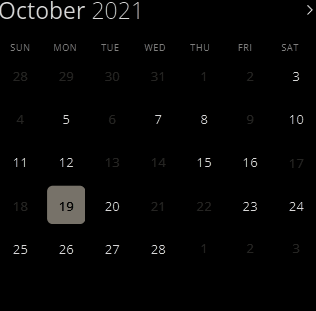 October 2021
SUN MON TUE WED THU FRI SAT
28 29 30 31 1 2 3
4 5 6 7 8 9 10
11 12 13 14 15 16 17
18 19 20 21 22 23 24
25 26 27 28 1 2 3